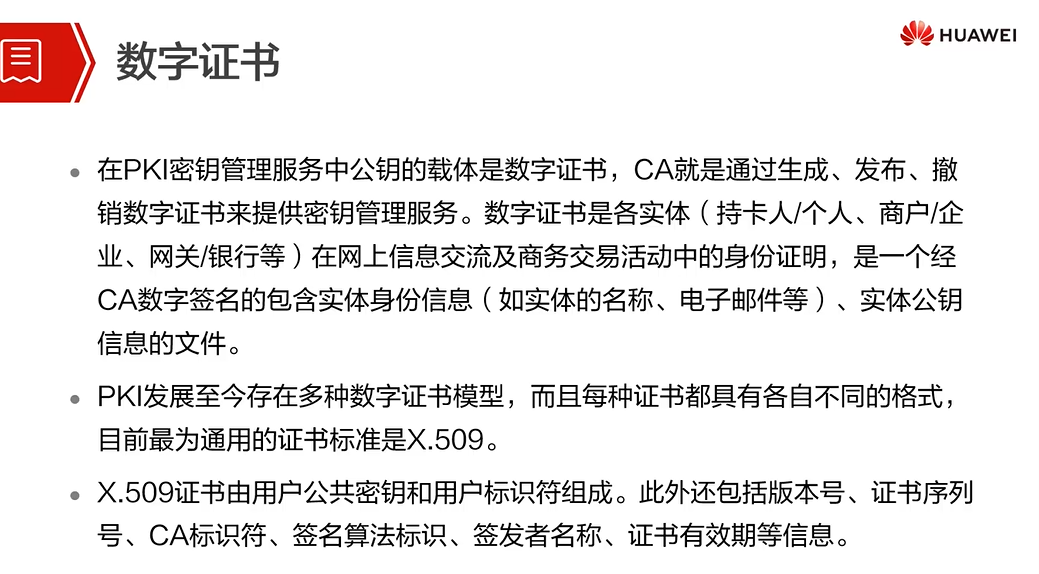 数字证书
HUAWEI
在PKI密钥管理服务中公钥的载体是数字证书，CA就是通过生成、发布、撤
销数字证书来提供密钥管理服务。数字证书是各实体（持卡人/个人、商户/企
业、网关/银行等）在网上信息交流及商务交易活动中的身份证明，是一个经
CA数字签名的包含实体身份信息（如实体的名称、电子邮件等）、实体公钥
信息的文件。
PKI发展至今存在多种数字证书模型，而且每种证书都具有各自不同的格式，
目前最为通用的证书标准是X.509。
X.509证书由用户公共密钥和用户标识符组成。此外还包括版本号、证书序列
号、CA标识符、签名算法标识、签发者名称、证书有效期等信息。